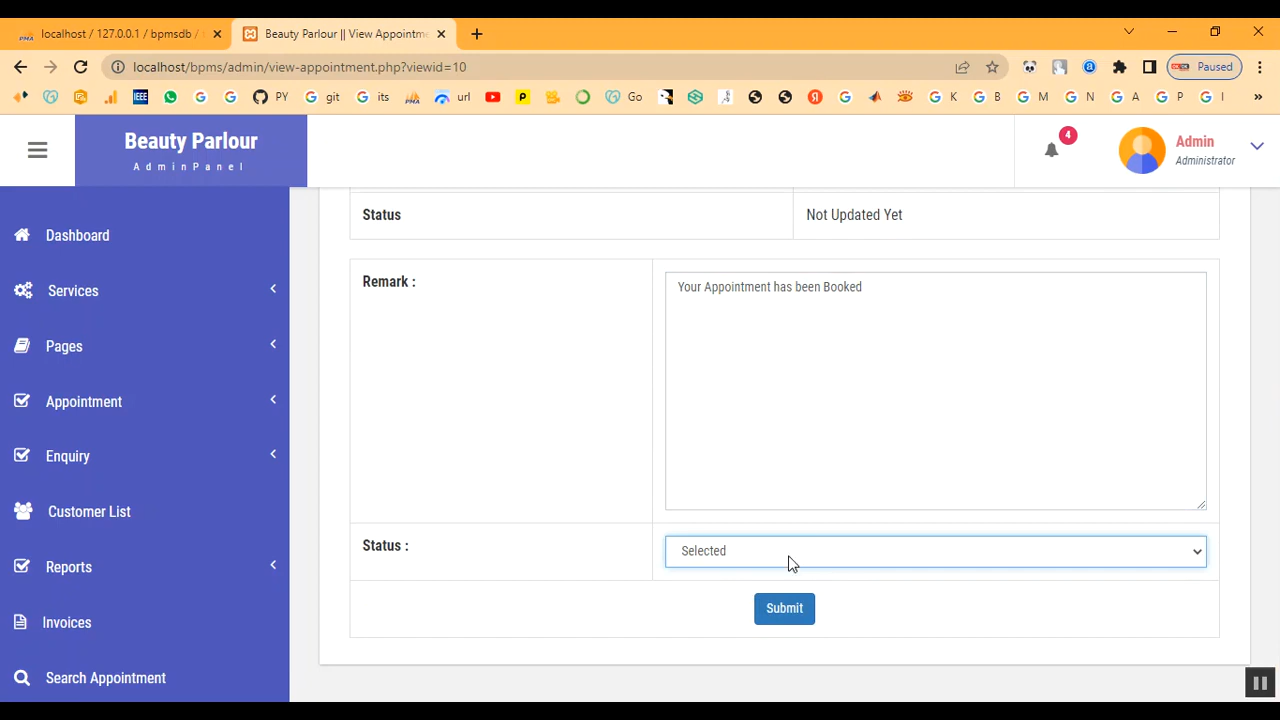 localhost / 127.0.0.1 / bpmsdb /
Beauty Parlour || View Appointm
localhost/bpms/admin/view-appointment.php?viewid=10
Paused
IEEE
PY
git
its
url
Go
K
B
M
N
A
P
I
»
Beauty Parlour
AdminPanel
4
Admin
Administrator
Dashboard
Services
Pages
Appointment
Enquiry
Customer List
Reports
Invoices
Search Appointment
Status
Not Updated Yet
Remark :
Your Appointment has been Booked
Status :
Selected
Submit